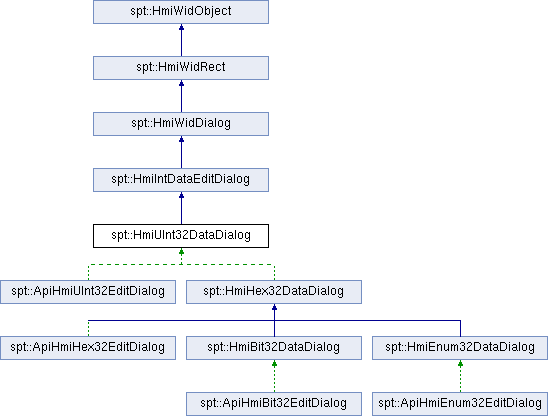 spt::HmiWidObject
spt::HmiWidRect
spt::HmiWidDialog
spt::HmiIntDataEditDialog
spt::HmiUInt32DataDialog
spt::ApiHmiUInt32EditDialog
spt::HmiHex32DataDialog
spt::ApiHmiHex32EditDialog
spt::HmiBit32DataDialog
spt::HmiEnum32DataDialog
spt::ApiHmiBit32EditDialog
spt::ApiHmiEnum32EditDialog